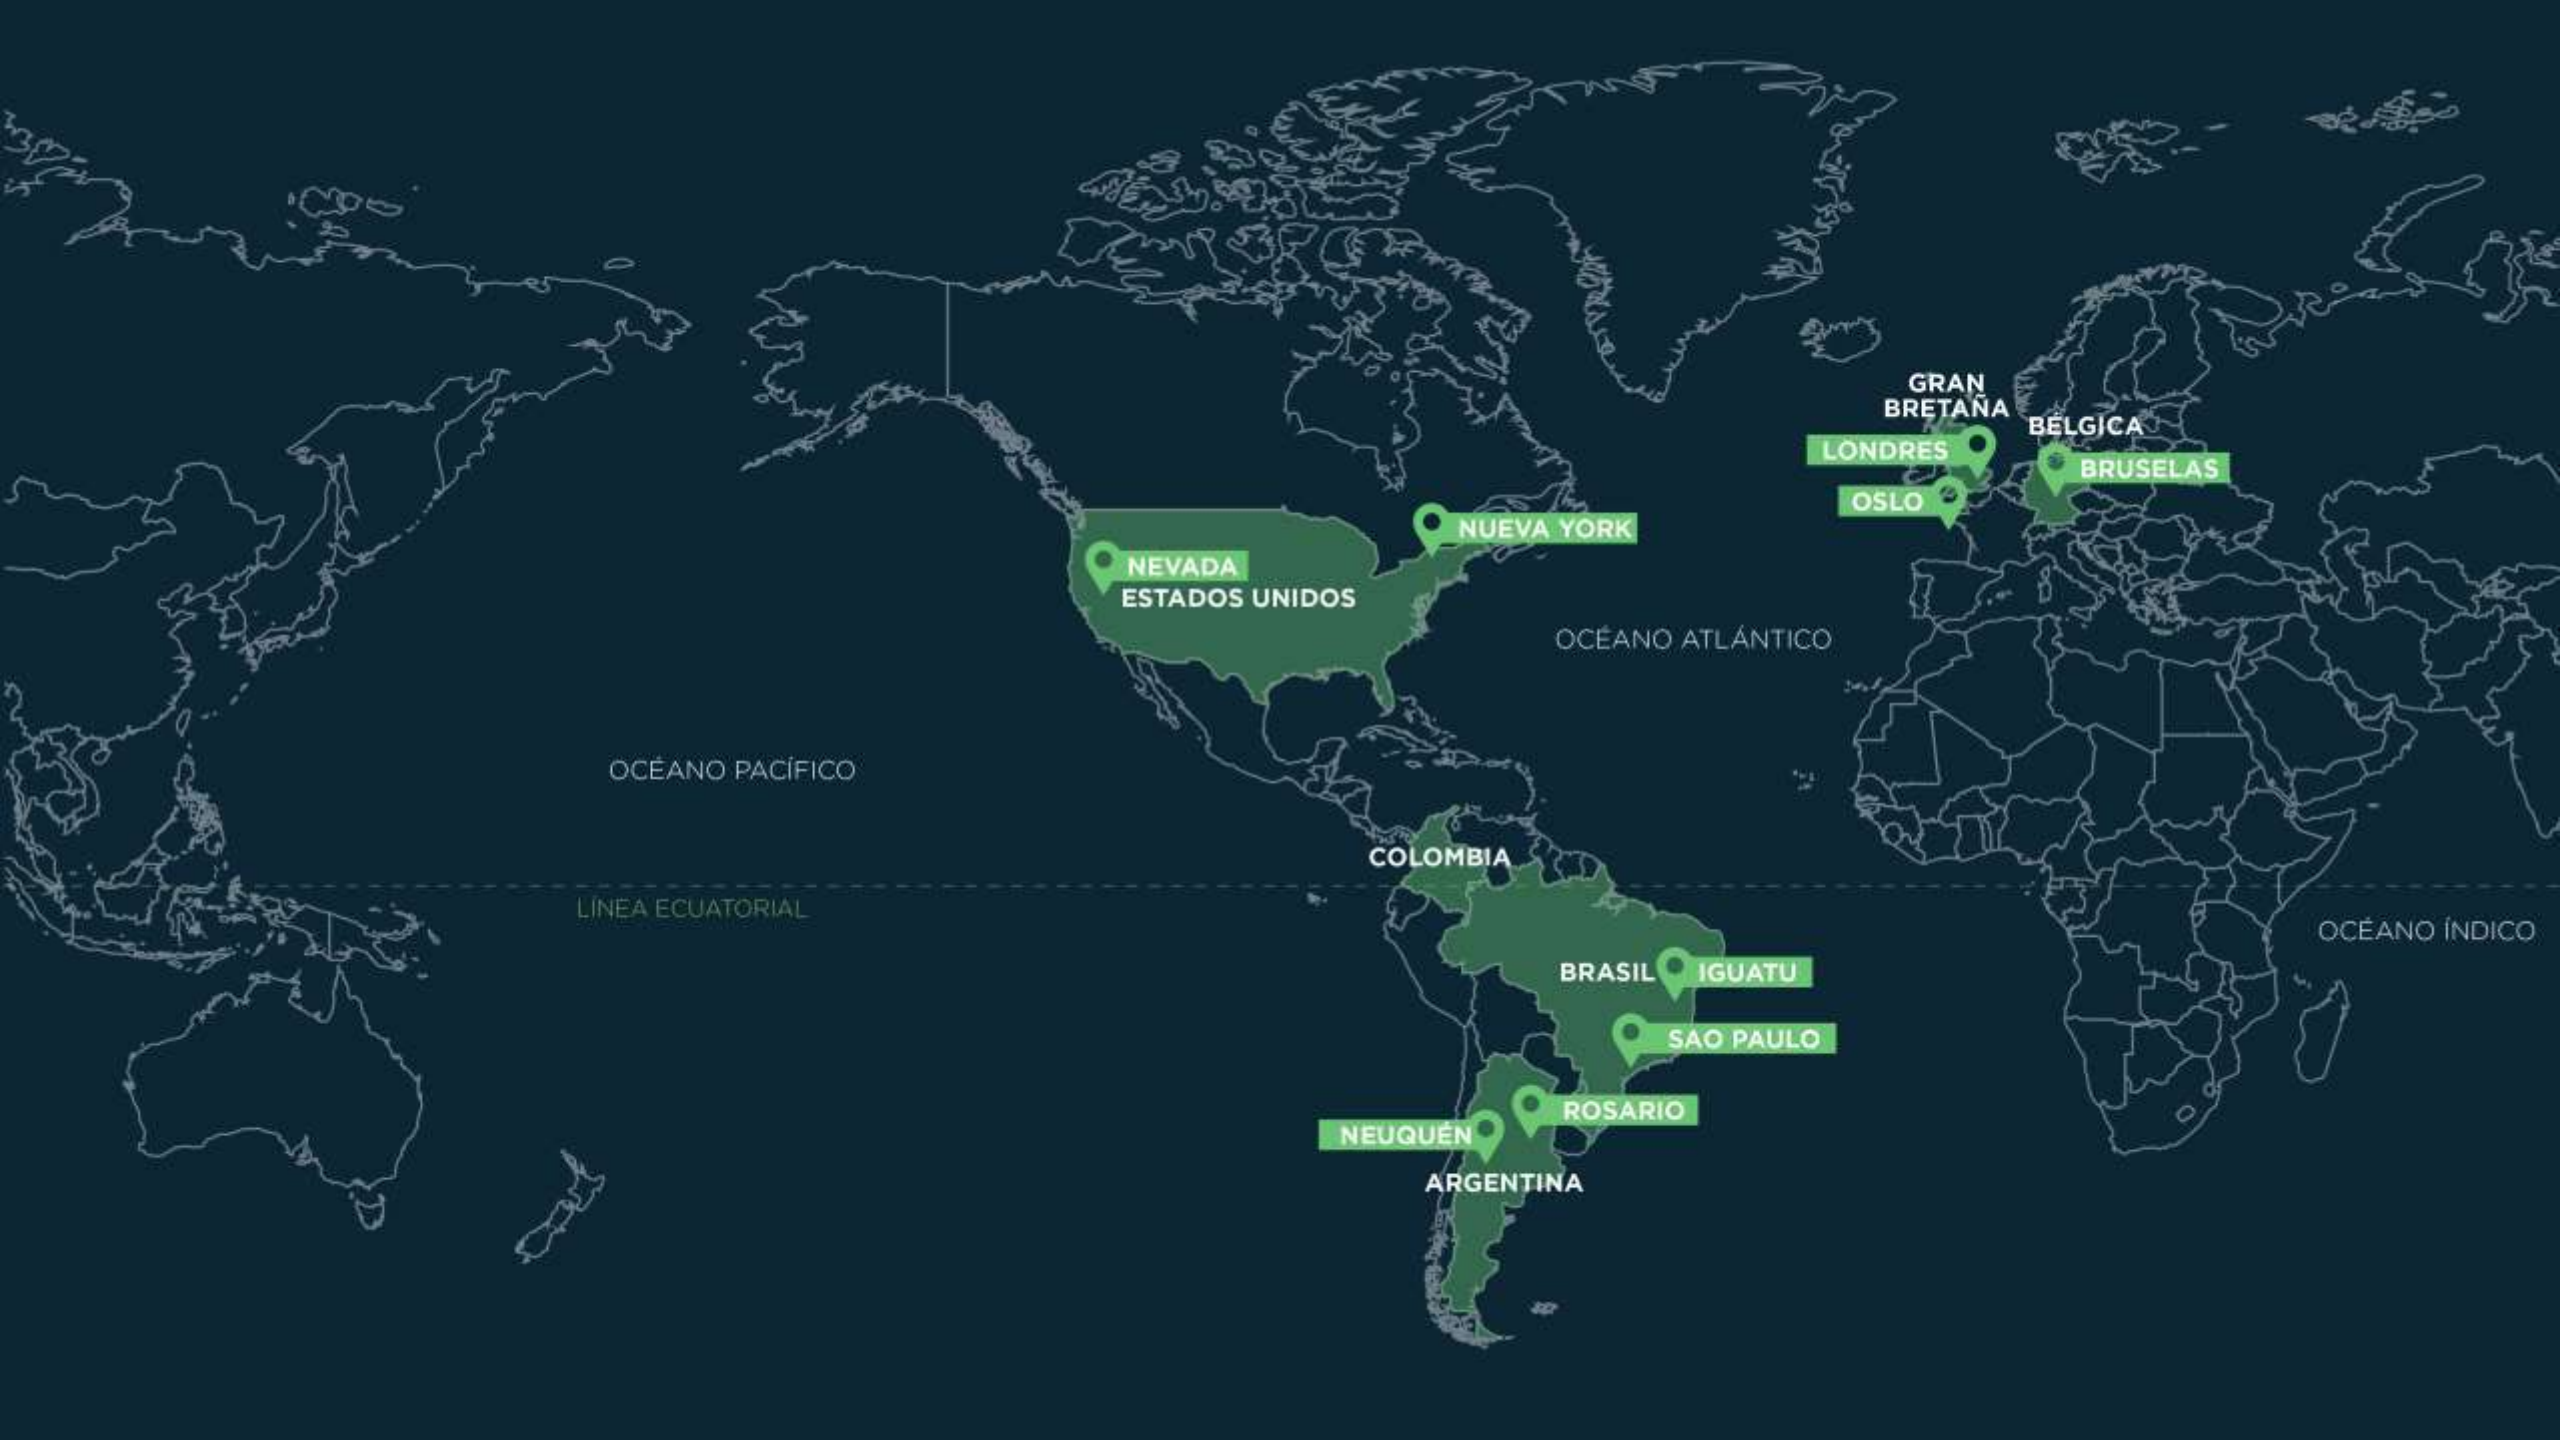 GRAN
BRETAÑA
BÉLGICA
LONDRES
BRUSELAS
OSLO
NUEVA YORK
NEVADA
ESTADOS UNIDOS
OCÉANO ATLÁNTICO
OCÉANO PACÍFICO
COLOMBIA
LÍNEA ECUATORIAL
OCÉANO ÍNDICO
BRASIL
IGUATU
SAO PAULO
ROSARIO
NEUQUÉN
ARGENTINA